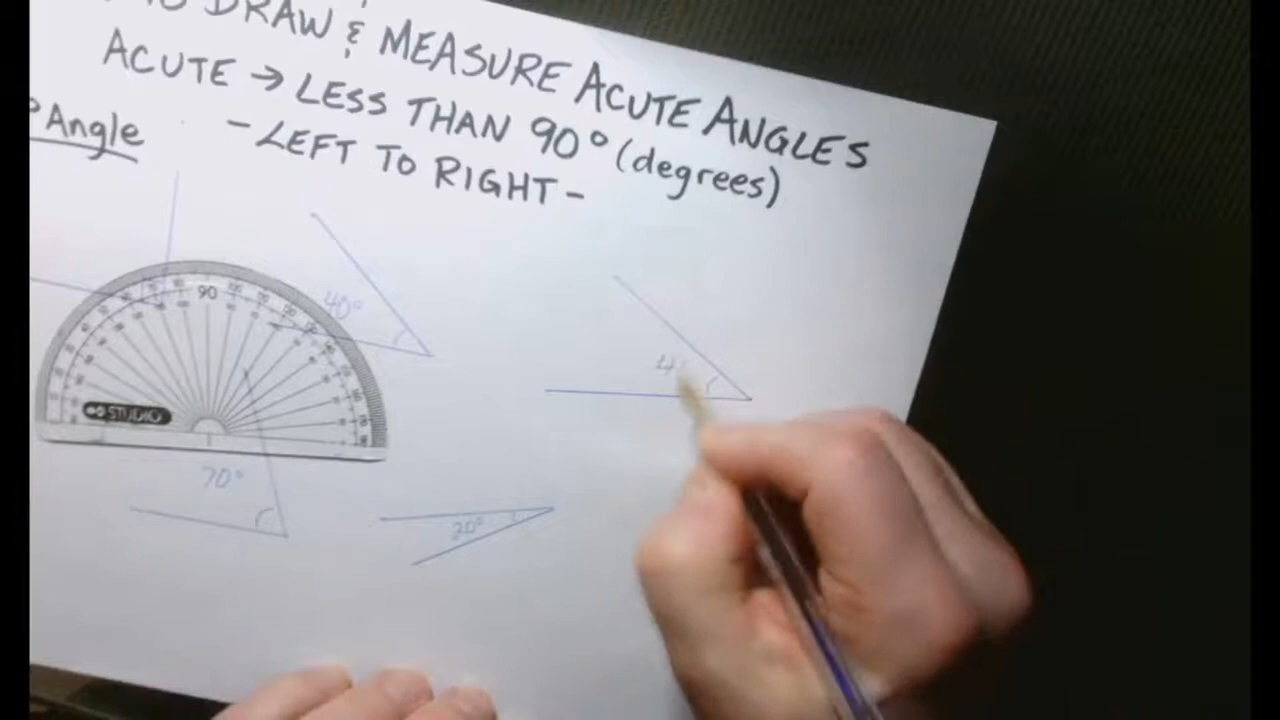 DRAW & MEASURE ACUTE ANGLES
ACUTE → LESS THAN 90° (degrees)
° Angle
- LEFT TO RIGHT -
40°
90
STUDIO
70°
20°